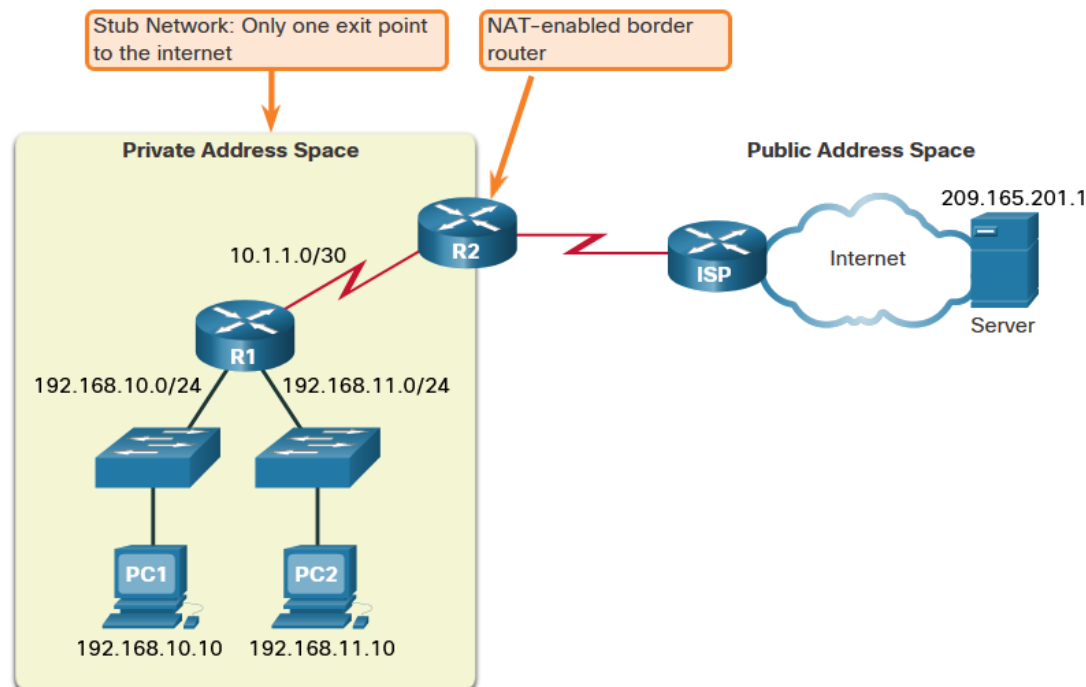 Stub Network: Only one exit point
to the internet
NAT-enabled border
router
Private Address Space
Public Address Space
209.165.201.1
10.1.1.0/30
R2
ISP
Internet
Server
R1
192.168.10.0/24
192.168.11.0/24
PC1
PC2
192.168.10.10
192.168.11.10